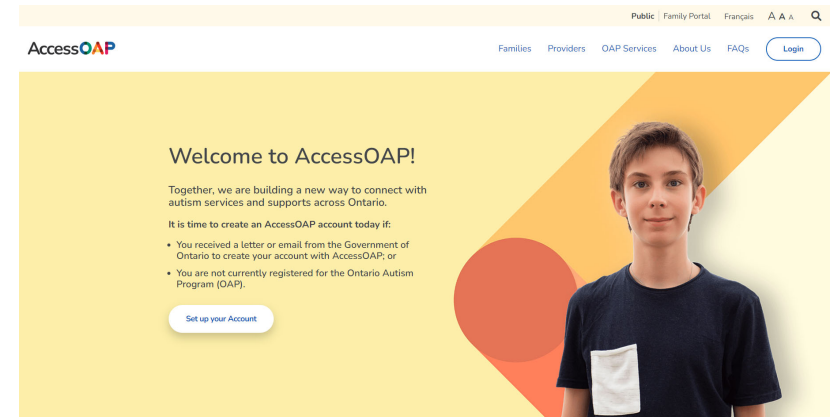 Public Family Portal Français A A A
AccessOAP
Families Providers OAP Services About Us FAQs Login
Welcome to AccessOAP!
Together, we are building a new way to connect with
autism services and supports across Ontario.
It is time to create an AccessOAP account today if:
• You received a letter or email from the Government of
Ontario to create your account with AccessOAP; or
• You are not currently registered for the Ontario Autism
Program (OAP).
Set up your Account